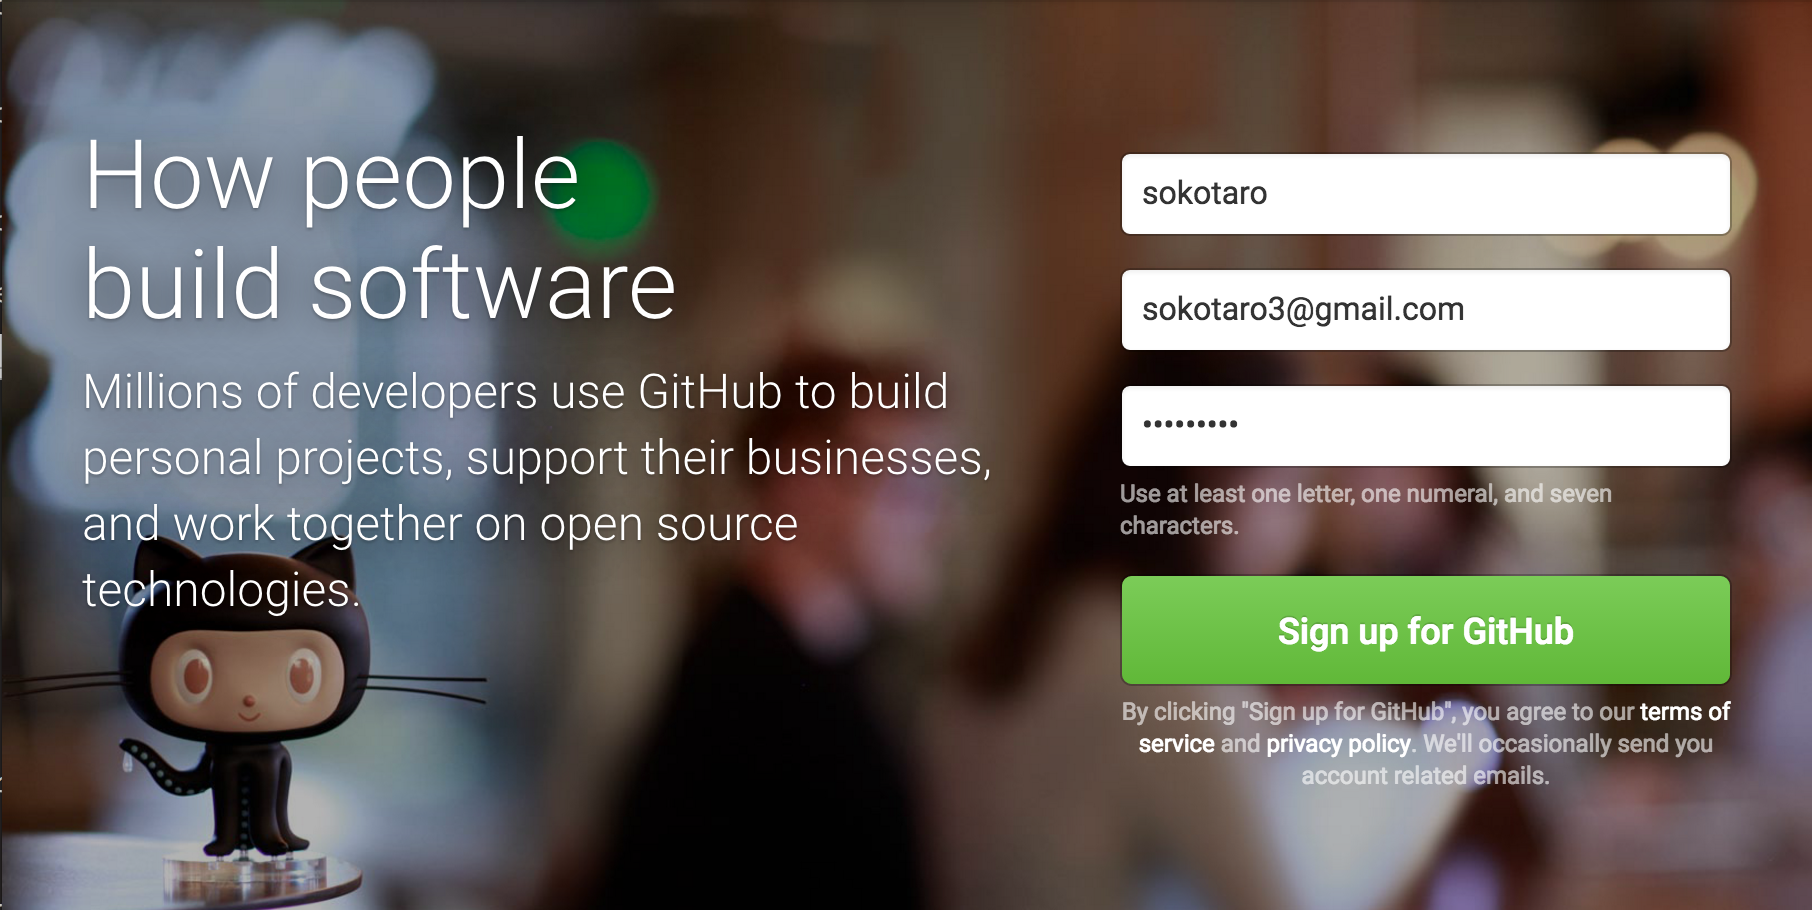 How people
build software
Millions of developers use GitHub to build
personal projects, support their businesses,
and work together on open source
technologies.
sokotaro
sokotaro3@gmail.com
•••••••••
Use at least one letter, one numeral, and seven
characters.
Sign up for GitHub
By clicking "Sign up for GitHub", you agree to our terms of
service and privacy policy. We'll occasionally send you
account related emails.